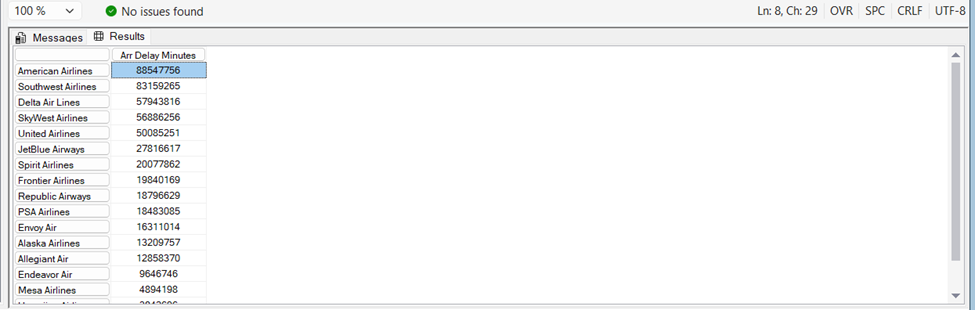 100 % No issues found Ln: 8, Ch: 29 OVR SPC CRLF UTF-8
Messages Results
Arr Delay Minutes
American Airlines 88547756
Southwest Airlines 83159265
Delta Air Lines 57943816
SkyWest Airlines 56886256
United Airlines 50085251
JetBlue Airways 27816617
Spirit Airlines 20077862
Frontier Airlines 19840169
Republic Airways 18796629
PSA Airlines 18483085
Envoy Air 16311014
Alaska Airlines 13209757
Allegiant Air 12858370
Endeavor Air 9646746
Mesa Airlines 4894198